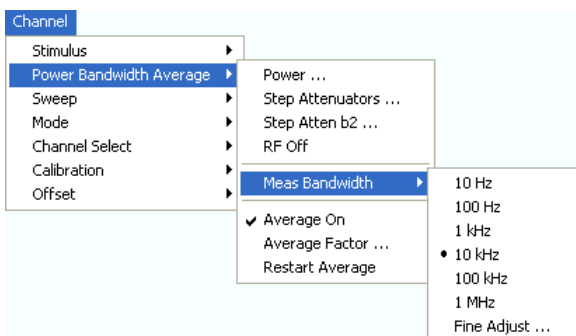 Channel
Stimulus
Power Bandwidth Average
Sweep
Mode
Channel Select
Calibration
Offset
Power ...
Step Attenuators ...
Step Atten b2 ...
RF Off
Meas Bandwidth
Average On
Average Factor ...
Restart Average
10 Hz
100 Hz
1 kHz
10 kHz
100 kHz
1 MHz
Fine Adjust ...